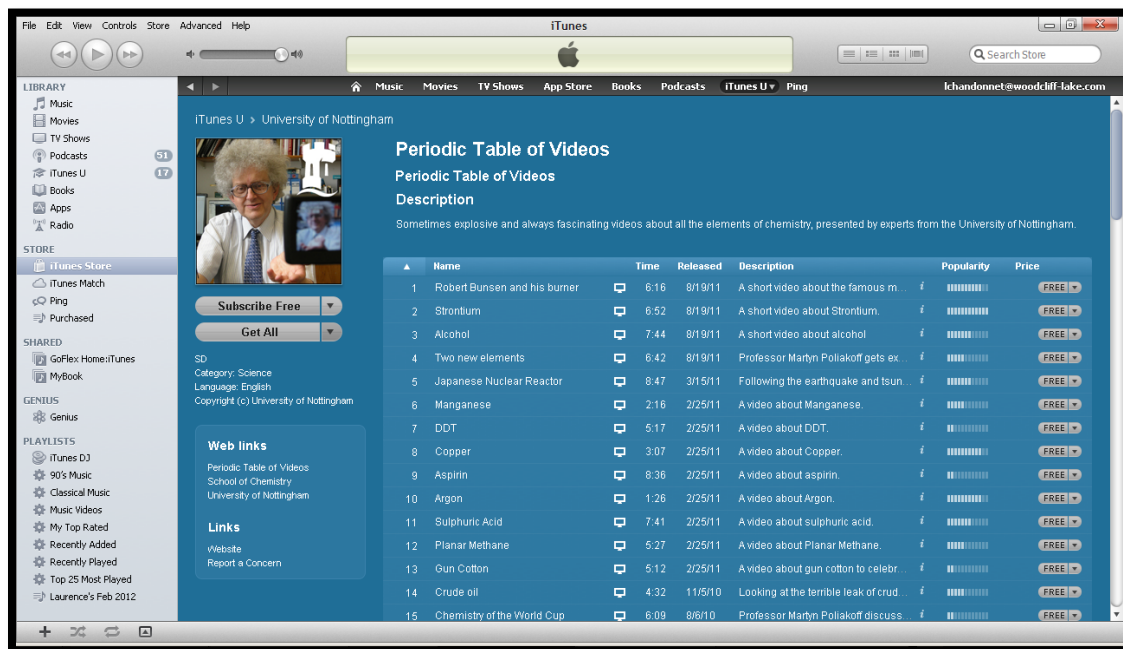 File Edit View Controls Store Advanced Help
iTunes
Search Store
LIBRARY
Music
Movies
TV Shows
Podcasts 51
iTunes U 17
Books
Apps
Radio
STORE
iTunes Store
iTunes Match
Ping
Purchased
SHARED
GoFlex Home:iTunes
MyBook
GENIUS
Genius
PLAYLISTS
iTunes DJ
90's Music
Classical Music
Music Videos
My Top Rated
Recently Added
Recently Played
Top 25 Most Played
Laurence's Feb 2012
Music Movies TV Shows App Store Books Podcasts iTunes U Ping lchandonnet@woodcliff-lake.com
iTunes U > University of Nottingham
Subscribe Free
Get All
SD
Category: Science
Language: English
Copyright (c) University of Nottingham
Web links
Periodic Table of Videos
School of Chemistry
University of Nottingham
Links
Website
Report a Concern
Periodic Table of Videos
Periodic Table of Videos
Description
Sometimes explosive and always fascinating videos about all the elements of chemistry, presented by experts from the University of Nottingham.
Name Time Released Description Popularity Price
1 Robert Bunsen and his burner 6:16 8/19/11 A short video about the famous m... i FREE
2 Strontium 6:52 8/19/11 A short video about Strontium. i FREE
3 Alcohol 7:44 8/19/11 A short video about alcohol i FREE
4 Two new elements 6:42 8/19/11 Professor Martyn Poliakoff gets ex... i FREE
5 Japanese Nuclear Reactor 8:47 3/15/11 Following the earthquake and tsun... i FREE
6 Manganese 2:16 2/25/11 A video about Manganese. i FREE
7 DDT 5:17 2/25/11 A video about DDT. i FREE
8 Copper 3:07 2/25/11 A video about Copper. i FREE
9 Aspirin 8:36 2/25/11 A video about aspirin. i FREE
10 Argon 1:26 2/25/11 A video about Argon. i FREE
11 Sulphuric Acid 7:41 2/25/11 A video about sulphuric acid. i FREE
12 Planar Methane 5:27 2/25/11 A video about Planar Methane. i FREE
13 Gun Cotton 5:12 2/25/11 A video about gun cotton to celebr... i FREE
14 Crude oil 4:32 11/5/10 Looking at the terrible leak of crud... i FREE
15 Chemistry of the World Cup 6:09 8/6/10 Professor Martyn Poliakoff discuss... i FREE